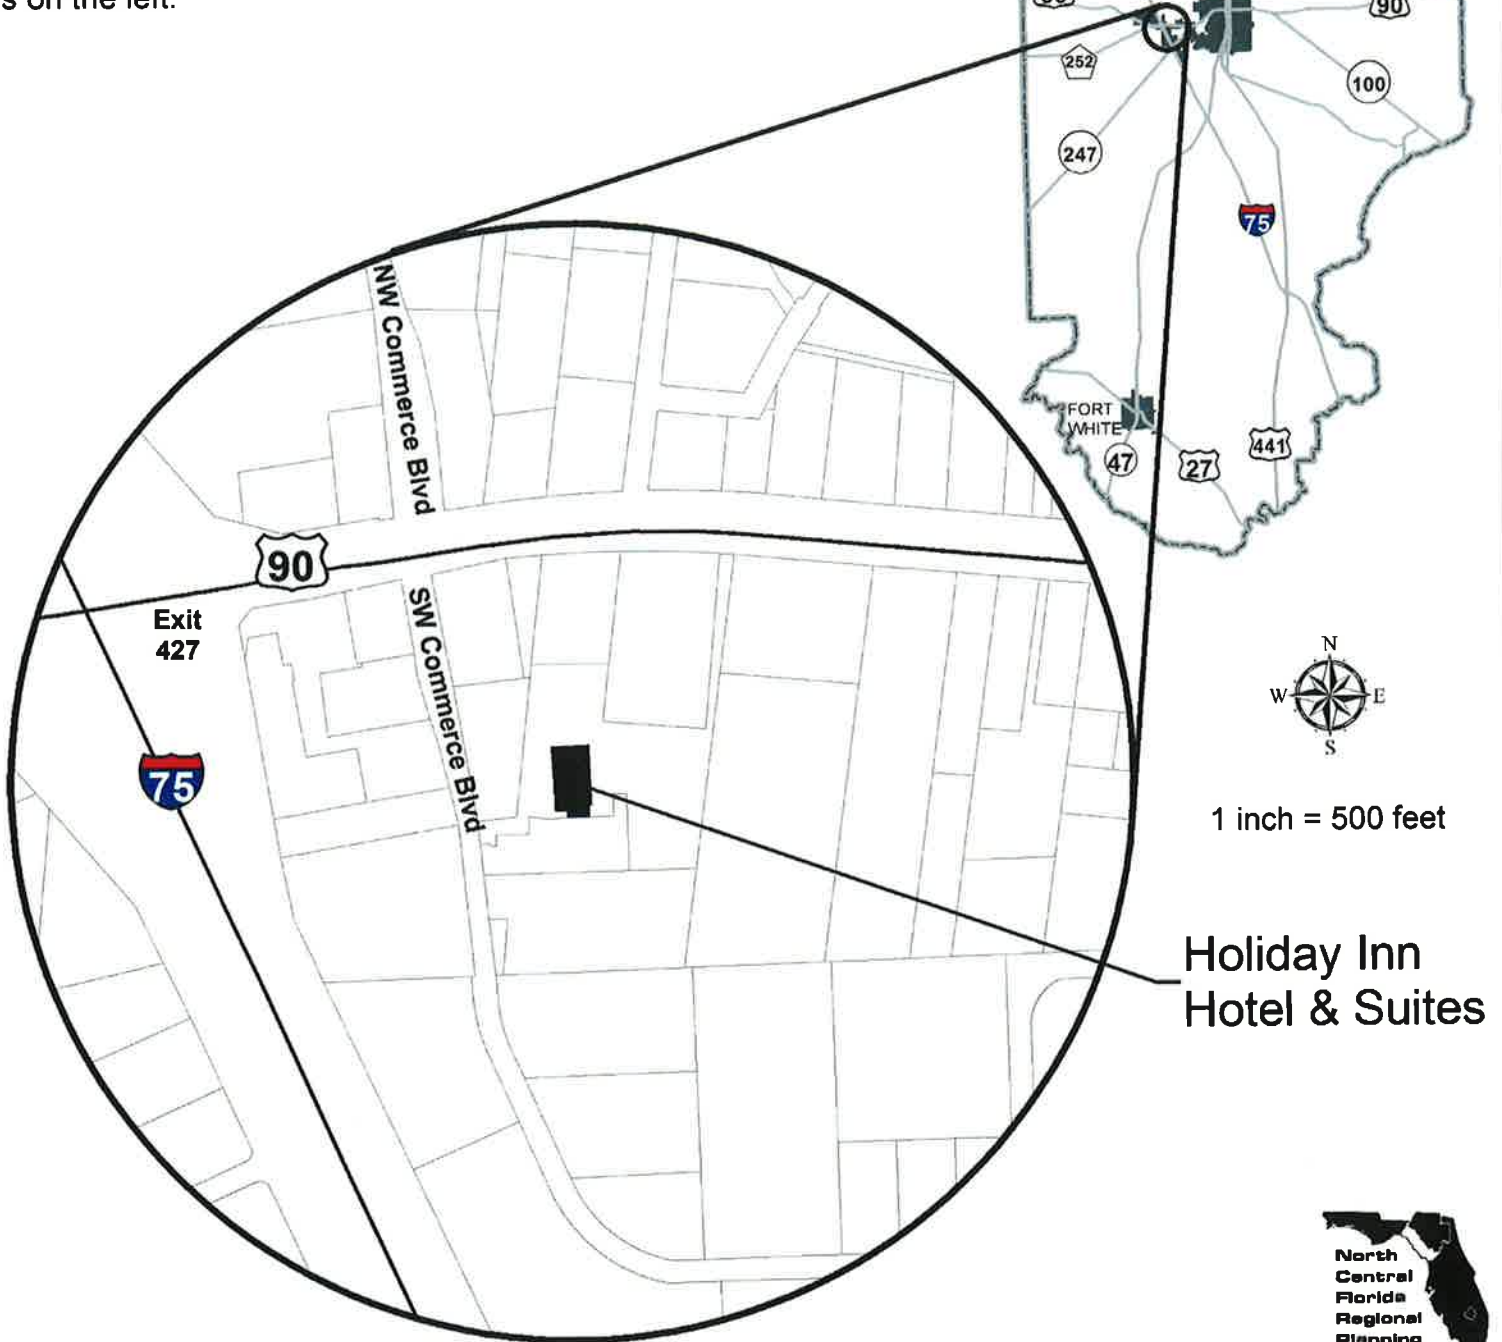 s on the left.
90
252
100
247
75
FORT
WHITE
47
27
441
NW Commerce Blvd
90
Exit
427
SW Commerce Blvd
75
N
W
E
S
1 inch = 500 feet
Holiday Inn
Hotel & Suites
North
Central
Florida
Regional
Planning